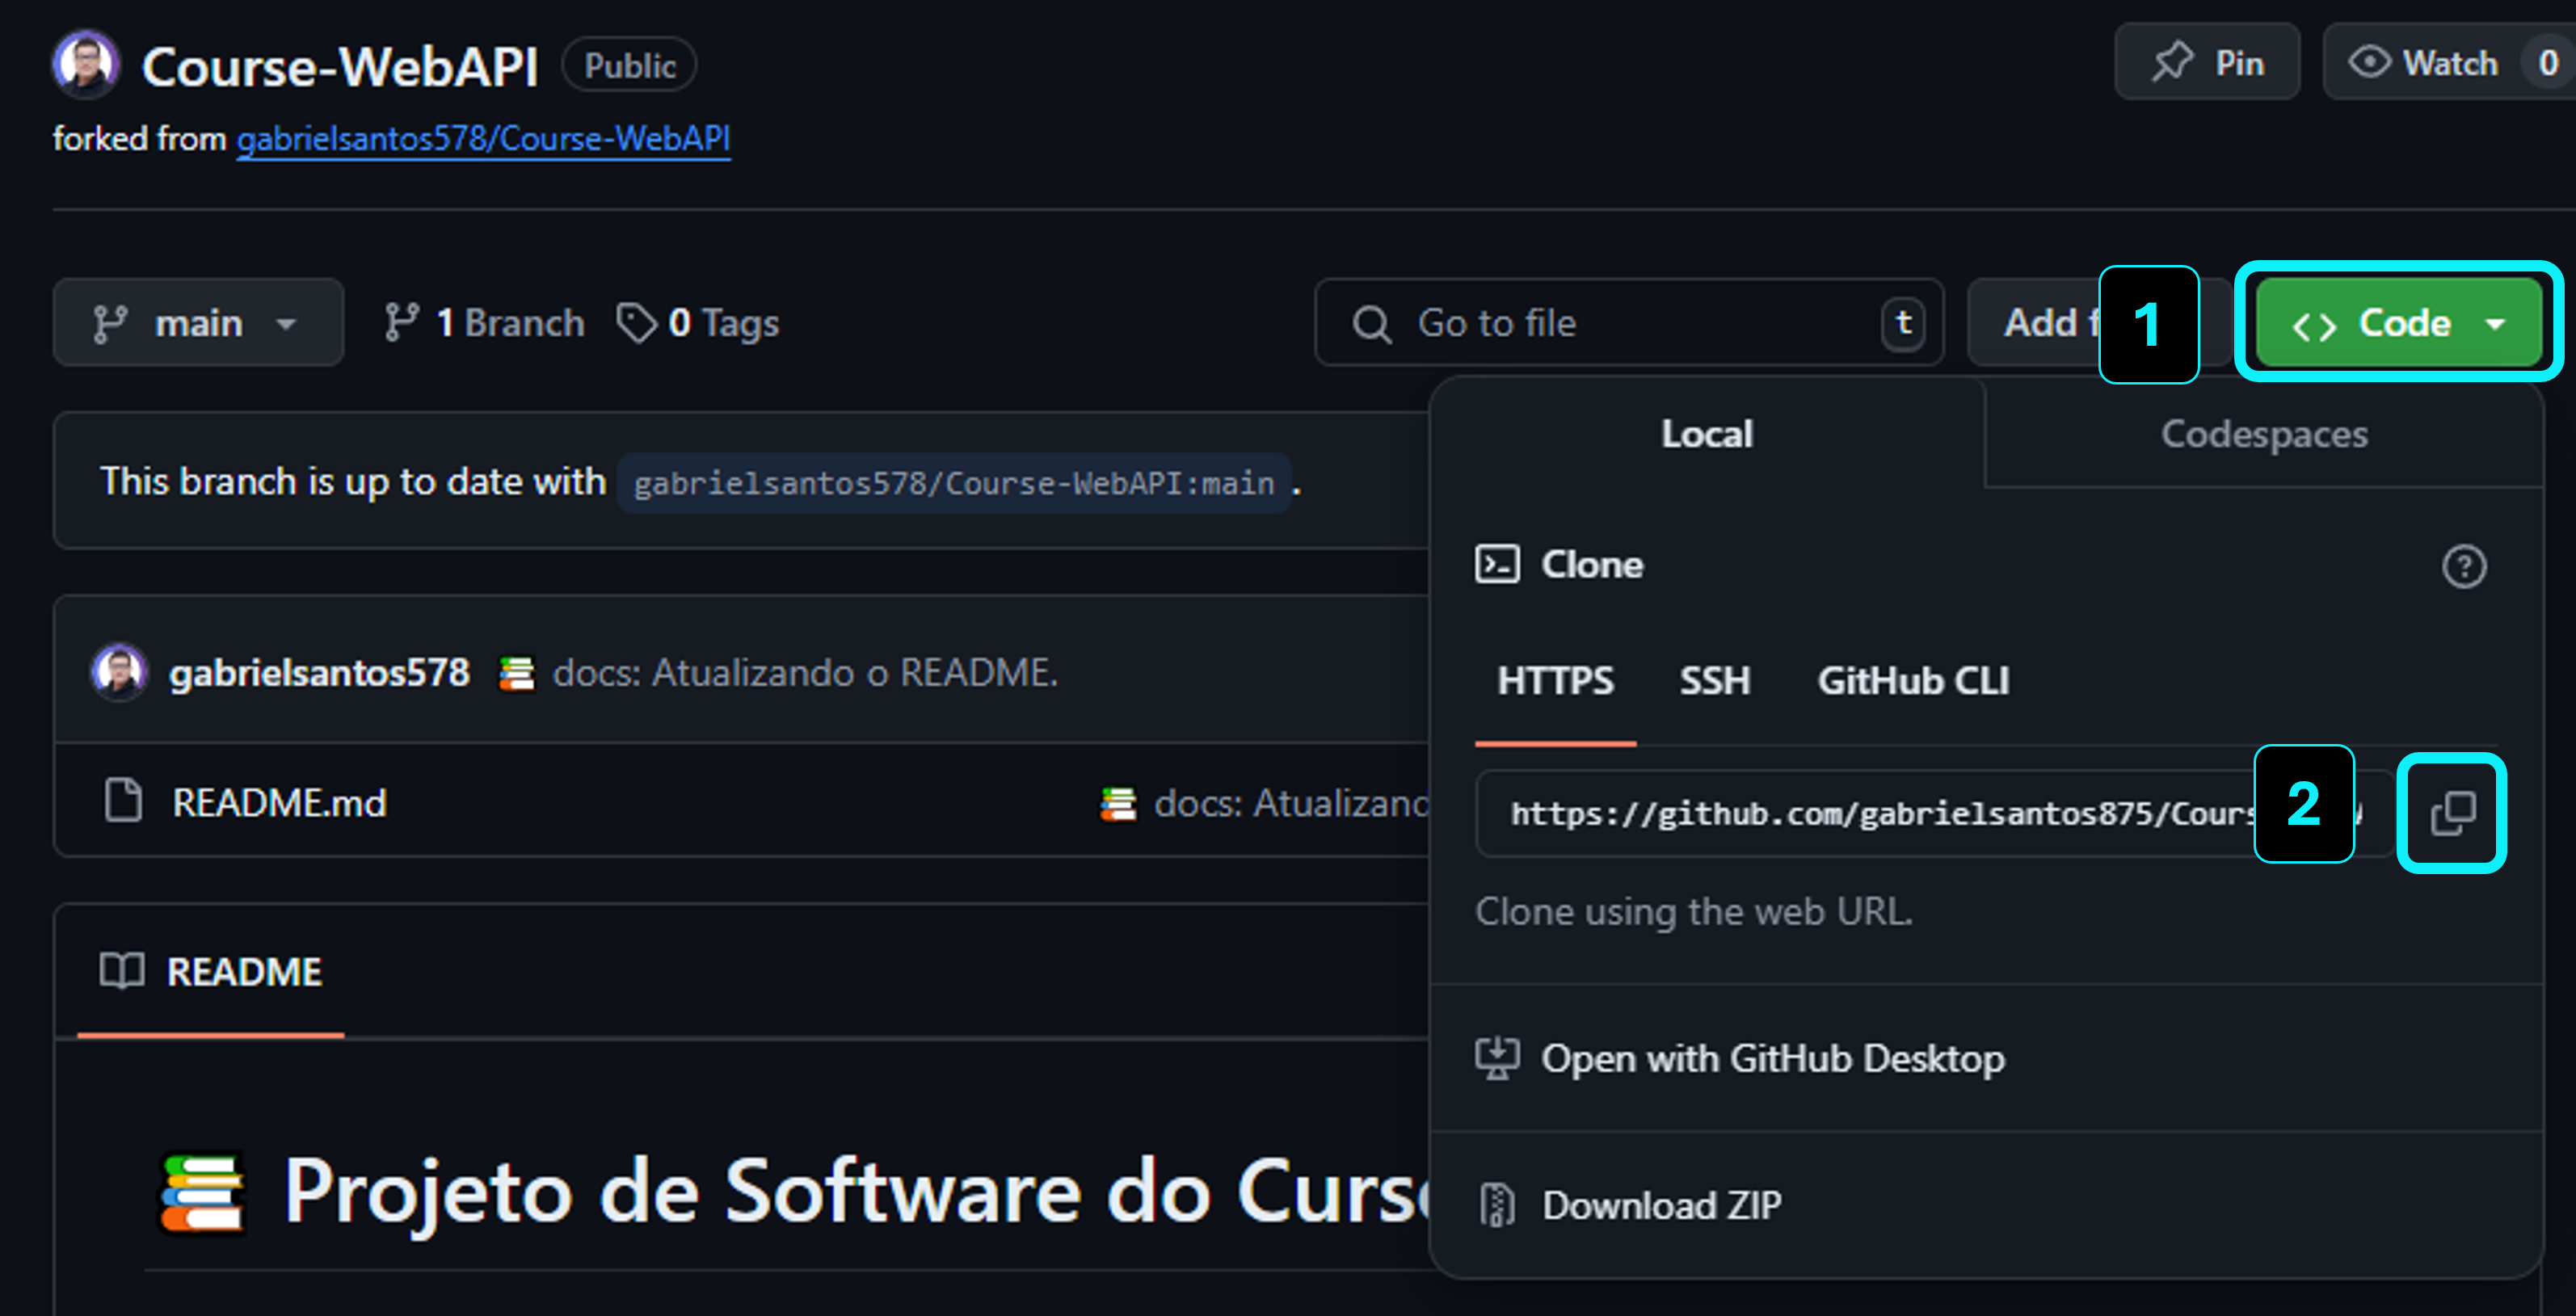 Course-WebAPI Public Pin Watch 0
forked from gabrielsantos578/Course-WebAPI
main 1 Branch 0 Tags Go to file t Add 1 Code
Local Codespaces
This branch is up to date with gabrielsantos578/Course-WebAPI:main.
Clone
gabrielsantos578 docs: Atualizando o README.
HTTPS SSH GitHub CLI
README.md docs: Atualizand
https://github.com/gabrielsantos875/Cours 2
Clone using the web URL.
README
Open with GitHub Desktop
Projeto de Software do Curs
Download ZIP